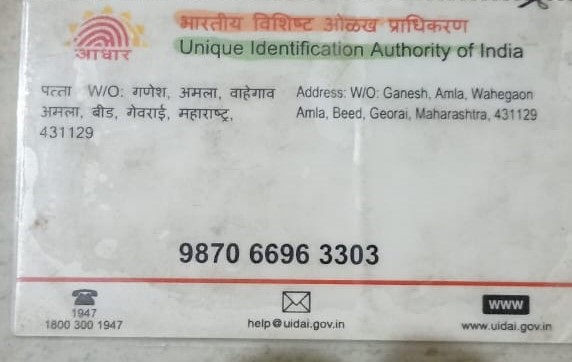 भारतीय विशिष्ट ओळख प्राधिकरण
Unique Identification Authority of India
आधार
पत्ता W/O: गणेश, अमला, वाहेगाव
अमला, बीड, गेवराई, महाराष्ट्र,
431129
Address: W/O: Ganesh, Amla, Wahegaon
Amla, Beed, Georai, Maharashtra, 431129
9870 6696 3303
1947
1800 300 1947
help@uidai.gov.in
www
www.uidai.gov.in